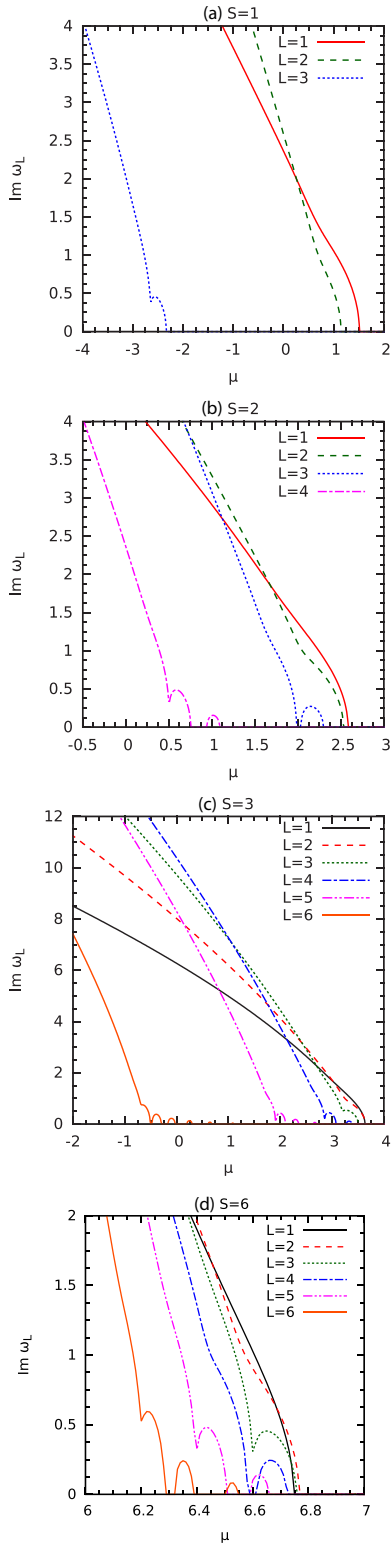 (a) S=1
L=1
L=2
L=3
Im ω_L
4
3.5
3
2.5
2
1.5
1
0.5
0
-4 -3 -2 -1 0 1 2
μ
(b) S=2
L=1
L=2
L=3
L=4
Im ω_L
4
3.5
3
2.5
2
1.5
1
0.5
0
-0.5 0 0.5 1 1.5 2 2.5 3
μ
(c) S=3
L=1
L=2
L=3
L=4
L=5
L=6
Im ω_L
12
10
8
6
4
2
0
-2 -1 0 1 2 3 4
μ
(d) S=6
L=1
L=2
L=3
L=4
L=5
L=6
Im ω_L
2
1.5
1
0.5
0
6 6.2 6.4 6.6 6.8 7
μ